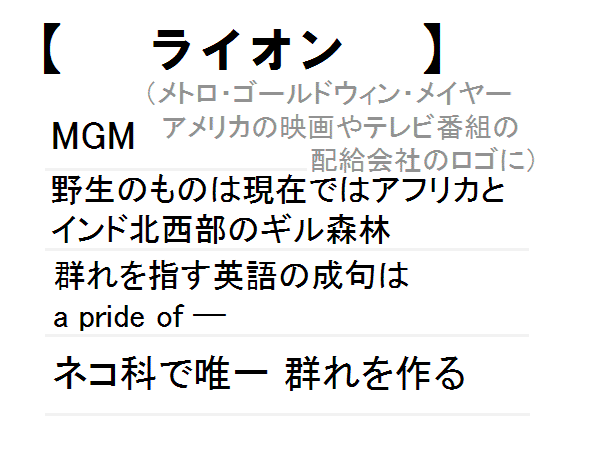 【 ライオン 】
（メトロ・ゴールドウィン・メイヤー
MGM アメリカの映画やテレビ番組の
配給会社のロゴに）
野生のものは現在ではアフリカと
インド北西部のギル森林
群れを指す英語の成句は
a pride of ―
ネコ科で唯一 群れを作る